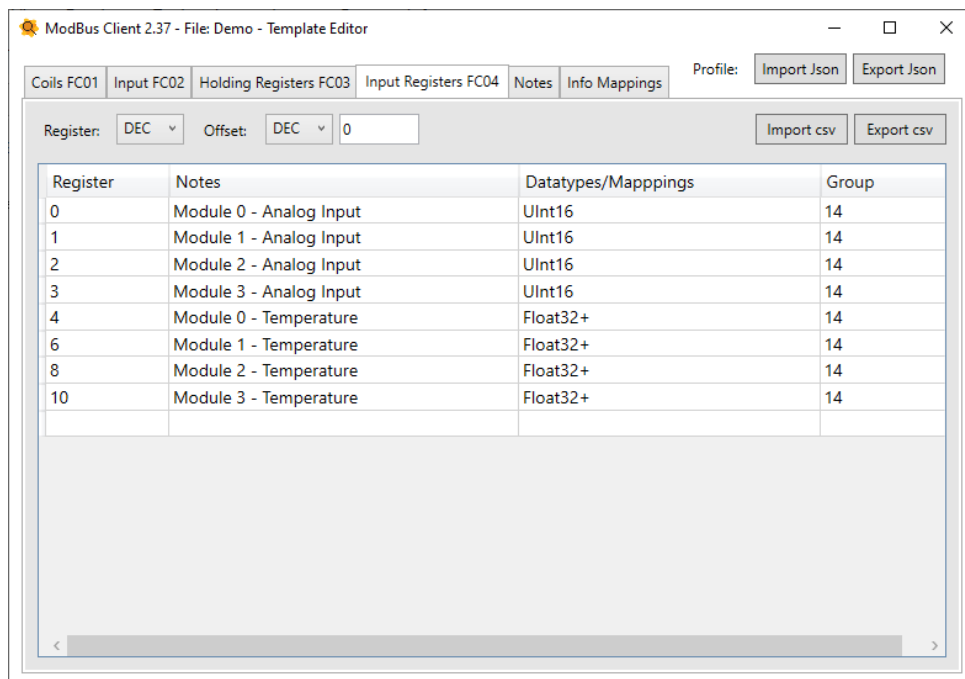 ModBus Client 2.37 - File: Demo - Template Editor
Coils FC01 Input FC02 Holding Registers FC03 Input Registers FC04 Notes Info Mappings Profile: Import Json Export Json
Register: DEC Offset: DEC 0 Import csv Export csv
Register Notes Datatypes/Mapppings Group
0 Module 0 - Analog Input UInt16 14
1 Module 1 - Analog Input UInt16 14
2 Module 2 - Analog Input UInt16 14
3 Module 3 - Analog Input UInt16 14
4 Module 0 - Temperature Float32+ 14
6 Module 1 - Temperature Float32+ 14
8 Module 2 - Temperature Float32+ 14
10 Module 3 - Temperature Float32+ 14